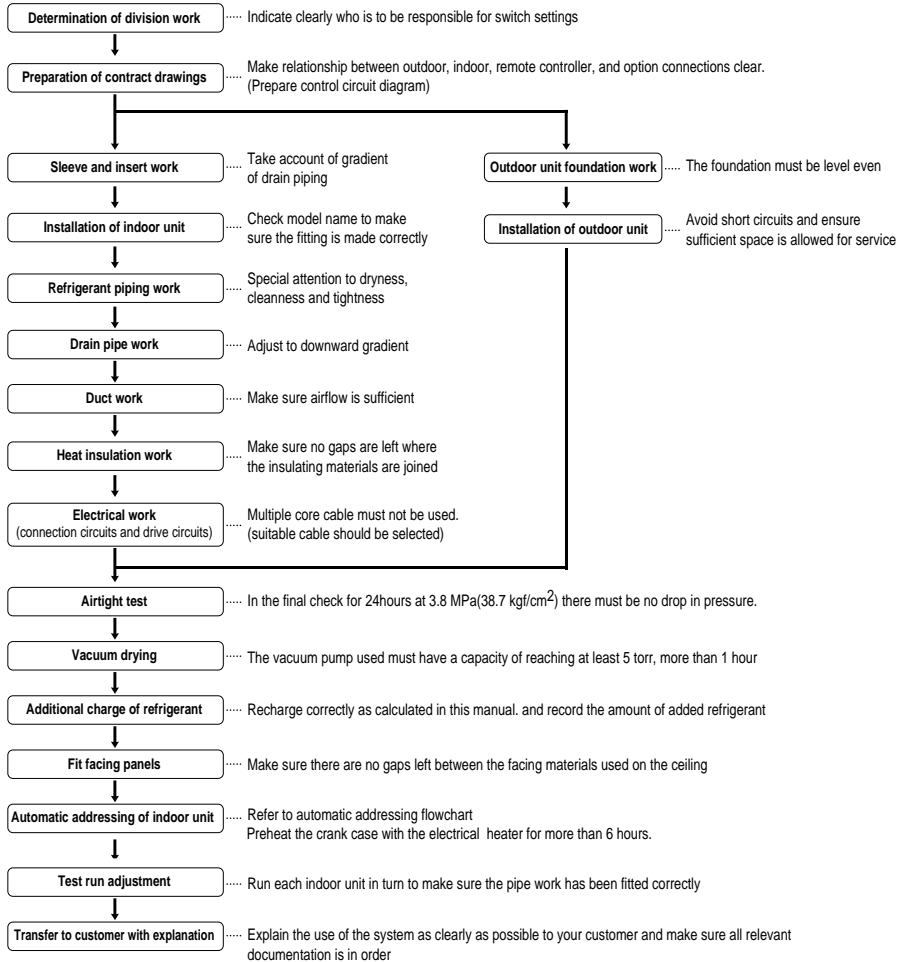 Determination of division work ..... Indicate clearly who is to be responsible for switch settings
Preparation of contract drawings ..... Make relationship between outdoor, indoor, remote controller, and option connections clear.
(Prepare control circuit diagram)
Sleeve and insert work ..... Take account of gradient
of drain piping
Outdoor unit foundation work ..... The foundation must be level even
Installation of indoor unit ..... Check model name to make
sure the fitting is made correctly
Installation of outdoor unit ..... Avoid short circuits and ensure
sufficient space is allowed for service
Refrigerant piping work ..... Special attention to dryness,
cleanness and tightness
Drain pipe work ..... Adjust to downward gradient
Duct work ..... Make sure airflow is sufficient
Heat insulation work ..... Make sure no gaps are left where
the insulating materials are joined
Electrical work
(connection circuits and drive circuits) ..... Multiple core cable must not be used.
(suitable cable should be selected)
Airtight test ..... In the final check for 24hours at 3.8 MPa(38.7 kgf/cm2) there must be no drop in pressure.
Vacuum drying ..... The vacuum pump used must have a capacity of reaching at least 5 torr, more than 1 hour
Additional charge of refrigerant ..... Recharge correctly as calculated in this manual. and record the amount of added refrigerant
Fit facing panels ..... Make sure there are no gaps left between the facing materials used on the ceiling
Automatic addressing of indoor unit ..... Refer to automatic addressing flowchart
Preheat the crank case with the electrical heater for more than 6 hours.
Test run adjustment ..... Run each indoor unit in turn to make sure the pipe work has been fitted correctly
Transfer to customer with explanation ..... Explain the use of the system as clearly as possible to your customer and make sure all relevant
documentation is in order